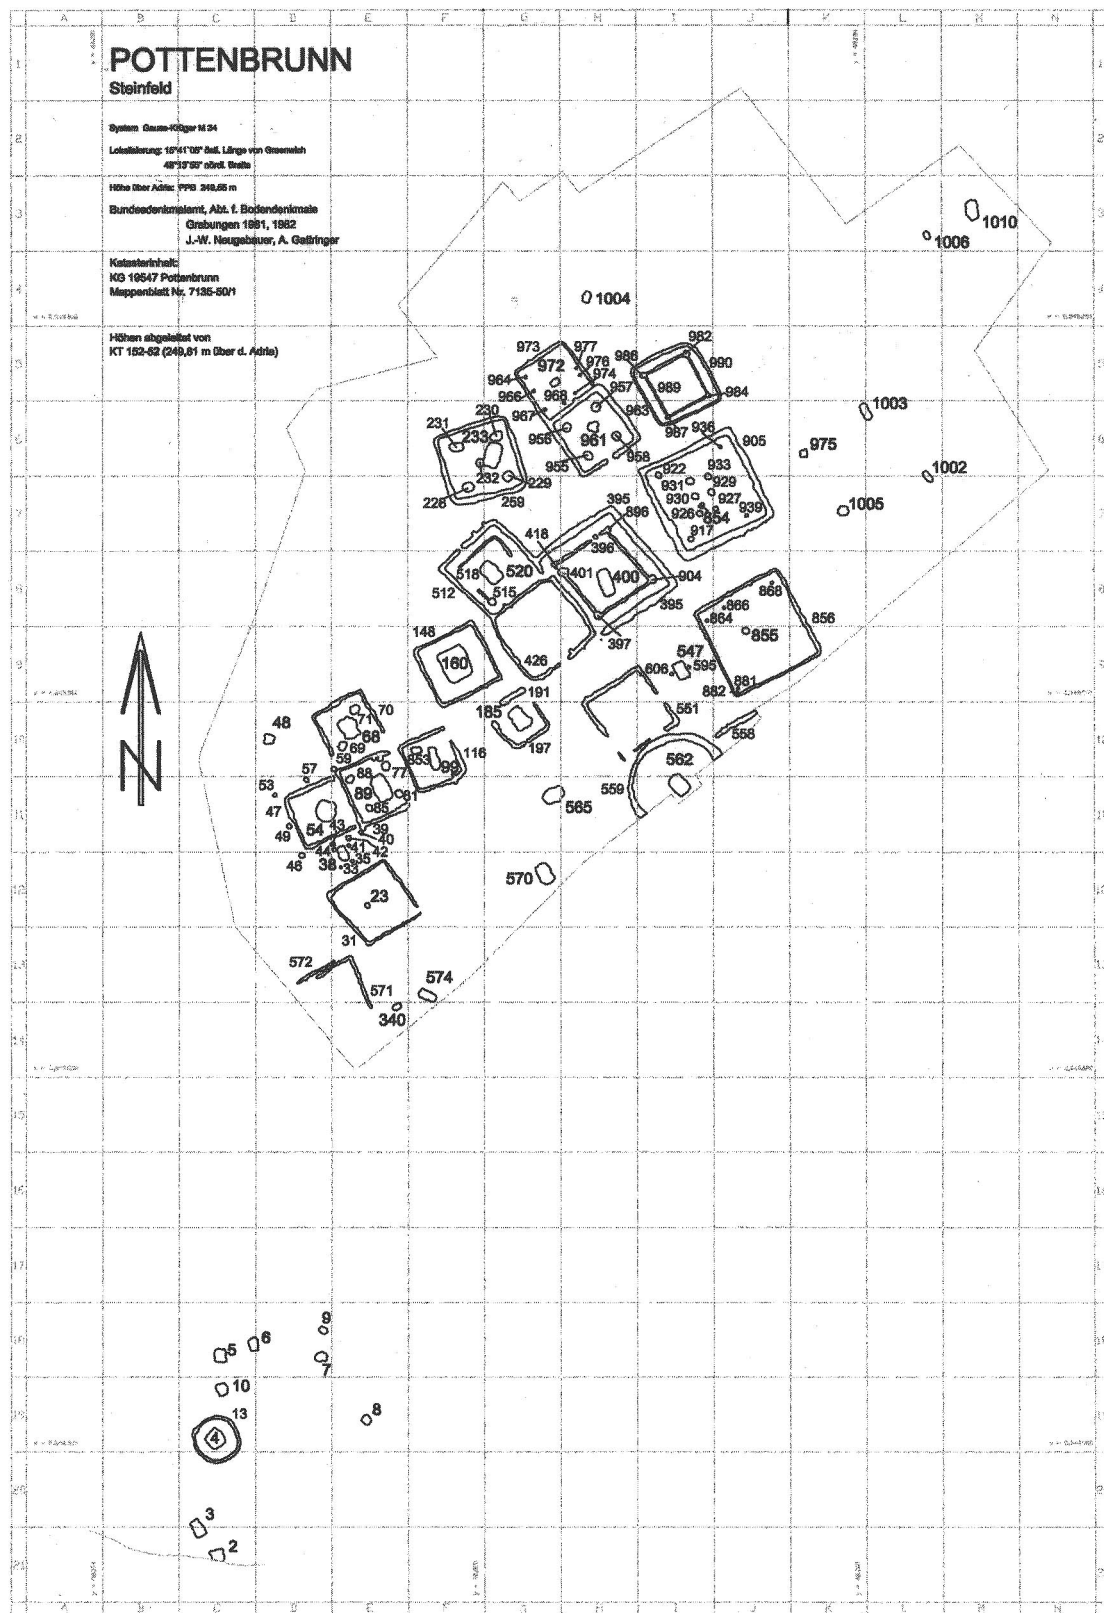 A B C D E F G H I J K L M N
POTTENBRUNN
Steinfeld
System Gauss-Krüger M 34
Höhe über Adria:
Bundesdenkmalamt, Abt. f. Bodendenkmale
Grabungen 1981, 1982
J.-W. Neugebauer, A. Gattringer
Katasterinhalt:
KG 19547 Pottenbrunn
Mappenblatt Nr. 7135-50/1
Höhen abgeleitet von
KT 152-52 (249,81 m über d. Adria)
1010
1006
1004
982
973 977
986 976 990
972 974
964 957 989 984
966 968
967 963 987
1003
230
231 233 956 961 936 905
975
958
955 922 933
1002
232 229 931 929
228 259 930 927
926 854 939
395
1005
418 896 917
396
518 520 401 400 904
512 515 395
868
866
864 856
148 397 855
160 426 547
606 595
881
882
191
185 551
70
71
48 68 197 558
69
853 116 562
59
57 88 77 99
53 89 81 559
47 85 565
54 43 39
49 40
44 41 42
46 38 35
33
570
23
31
572
571 574
340
9
6
5
7
10
13 8
4
3
2
N
A B C D E F G H I J K L M N